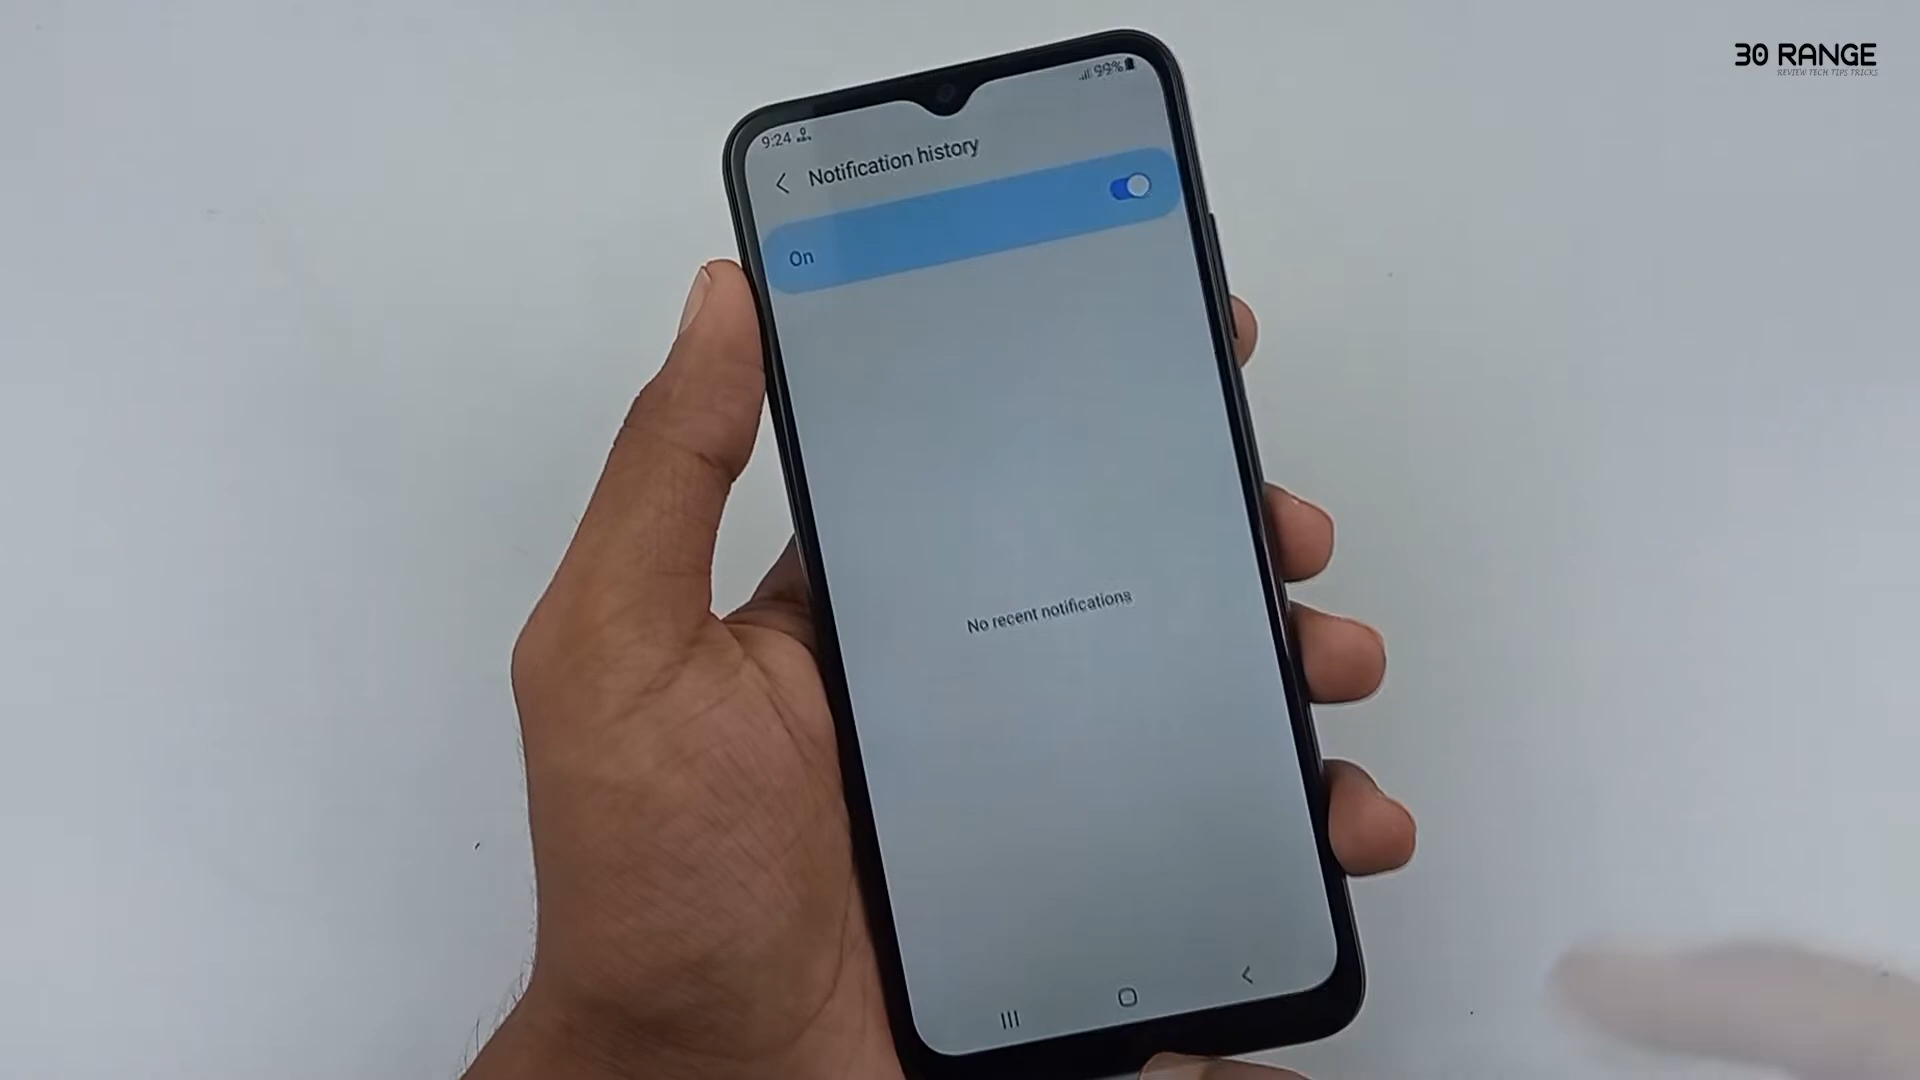 30 RANGE
REVIEW TECH TIPS TRICKS
9:24
99%
Notification history
On
No recent notifications